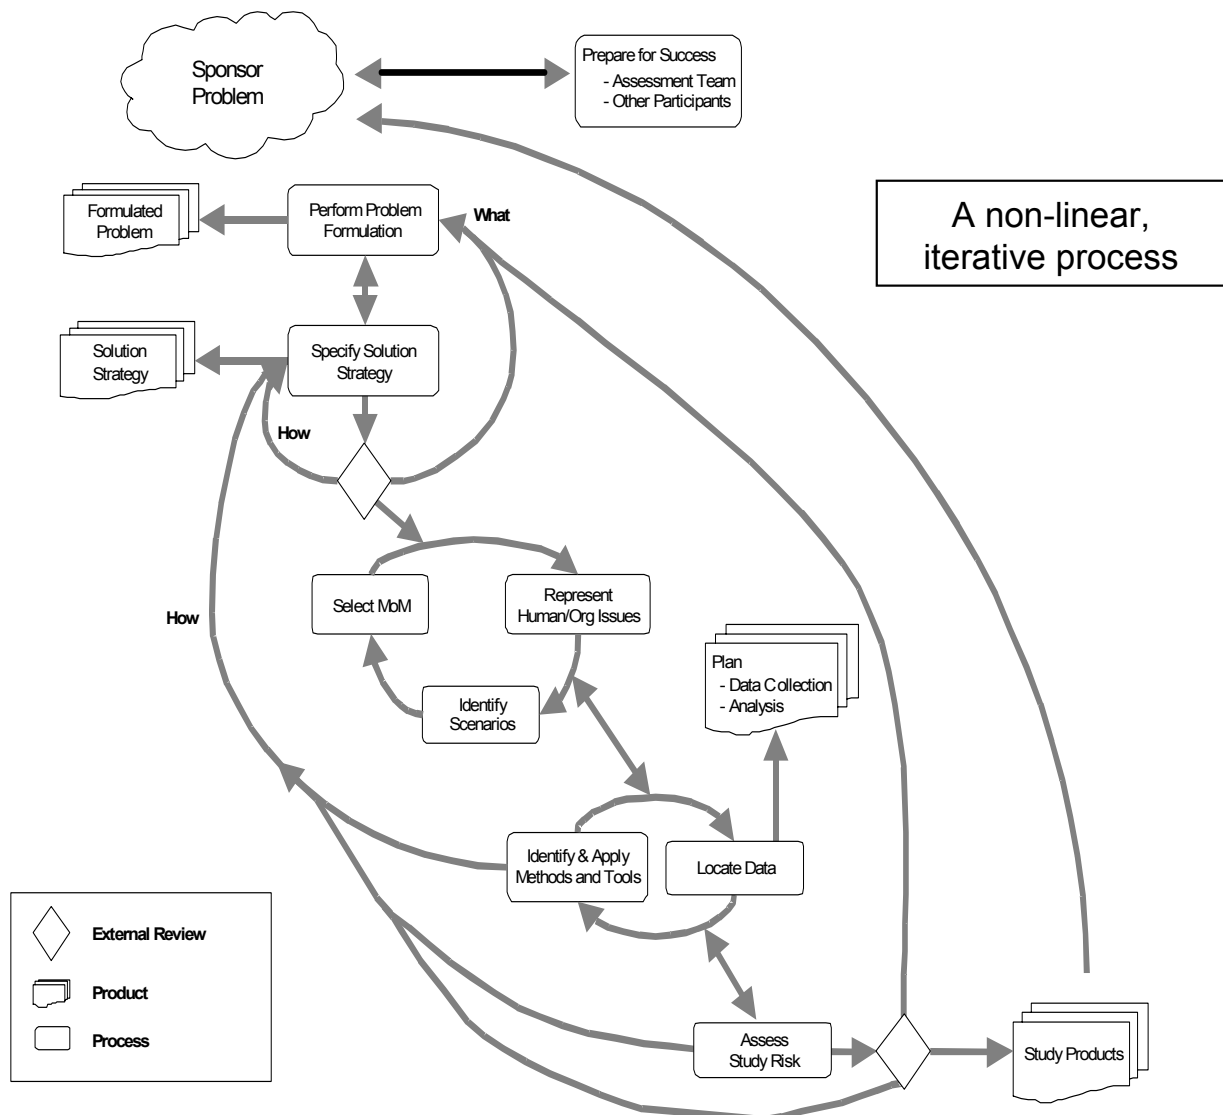 Sponsor
Problem
Prepare for Success
- Assessment Team
- Other Participants
A non-linear,
iterative process
Formulated
Problem
Perform Problem
Formulation
What
Solution
Strategy
Specify Solution
Strategy
How
Select MoM
Represent
Human/Org Issues
How
Identify
Scenarios
Plan
- Data Collection
- Analysis
Identify & Apply
Methods and Tools
Locate Data
External Review
Product
Process
Assess
Study Risk
Study Products